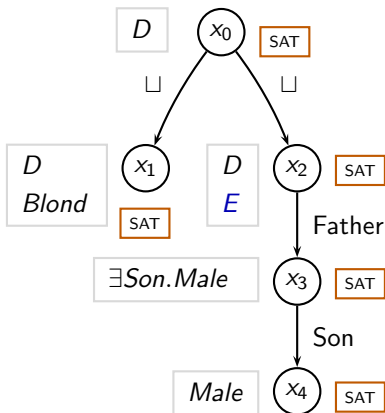 D x₀ SAT
⊔ ⊔
D x₁ D x₂ SAT
Blond E
SAT
Father
∃Son.Male x₃ SAT
Son
Male x₄ SAT